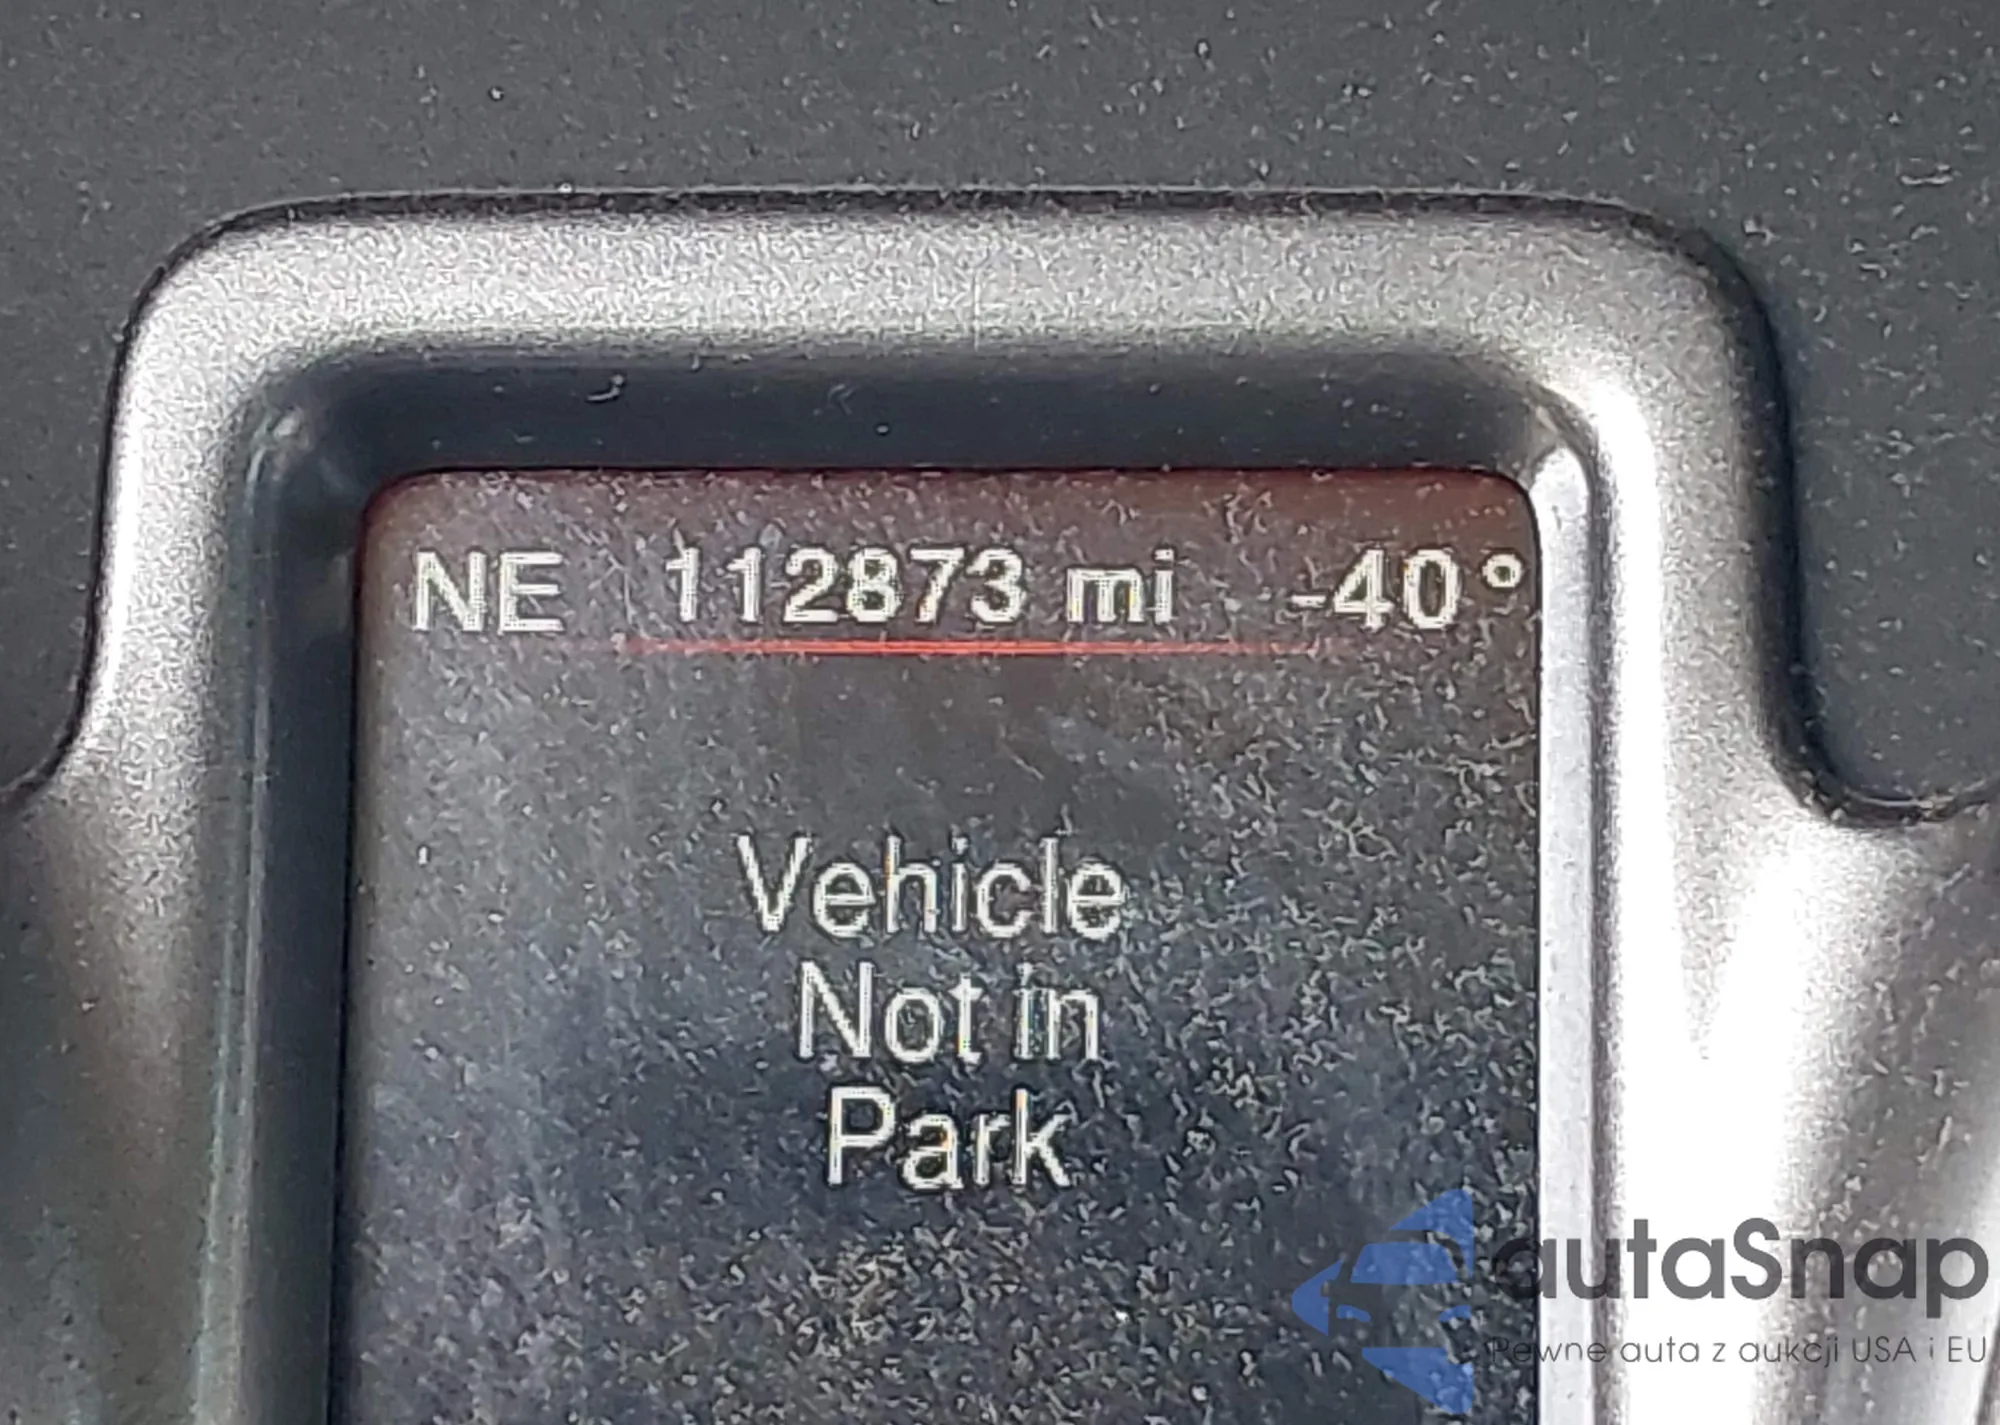 NE 112873 mi -40°
Vehicle
Not in
Park
autaSnap
Pewne auta z aukcji USA i EU